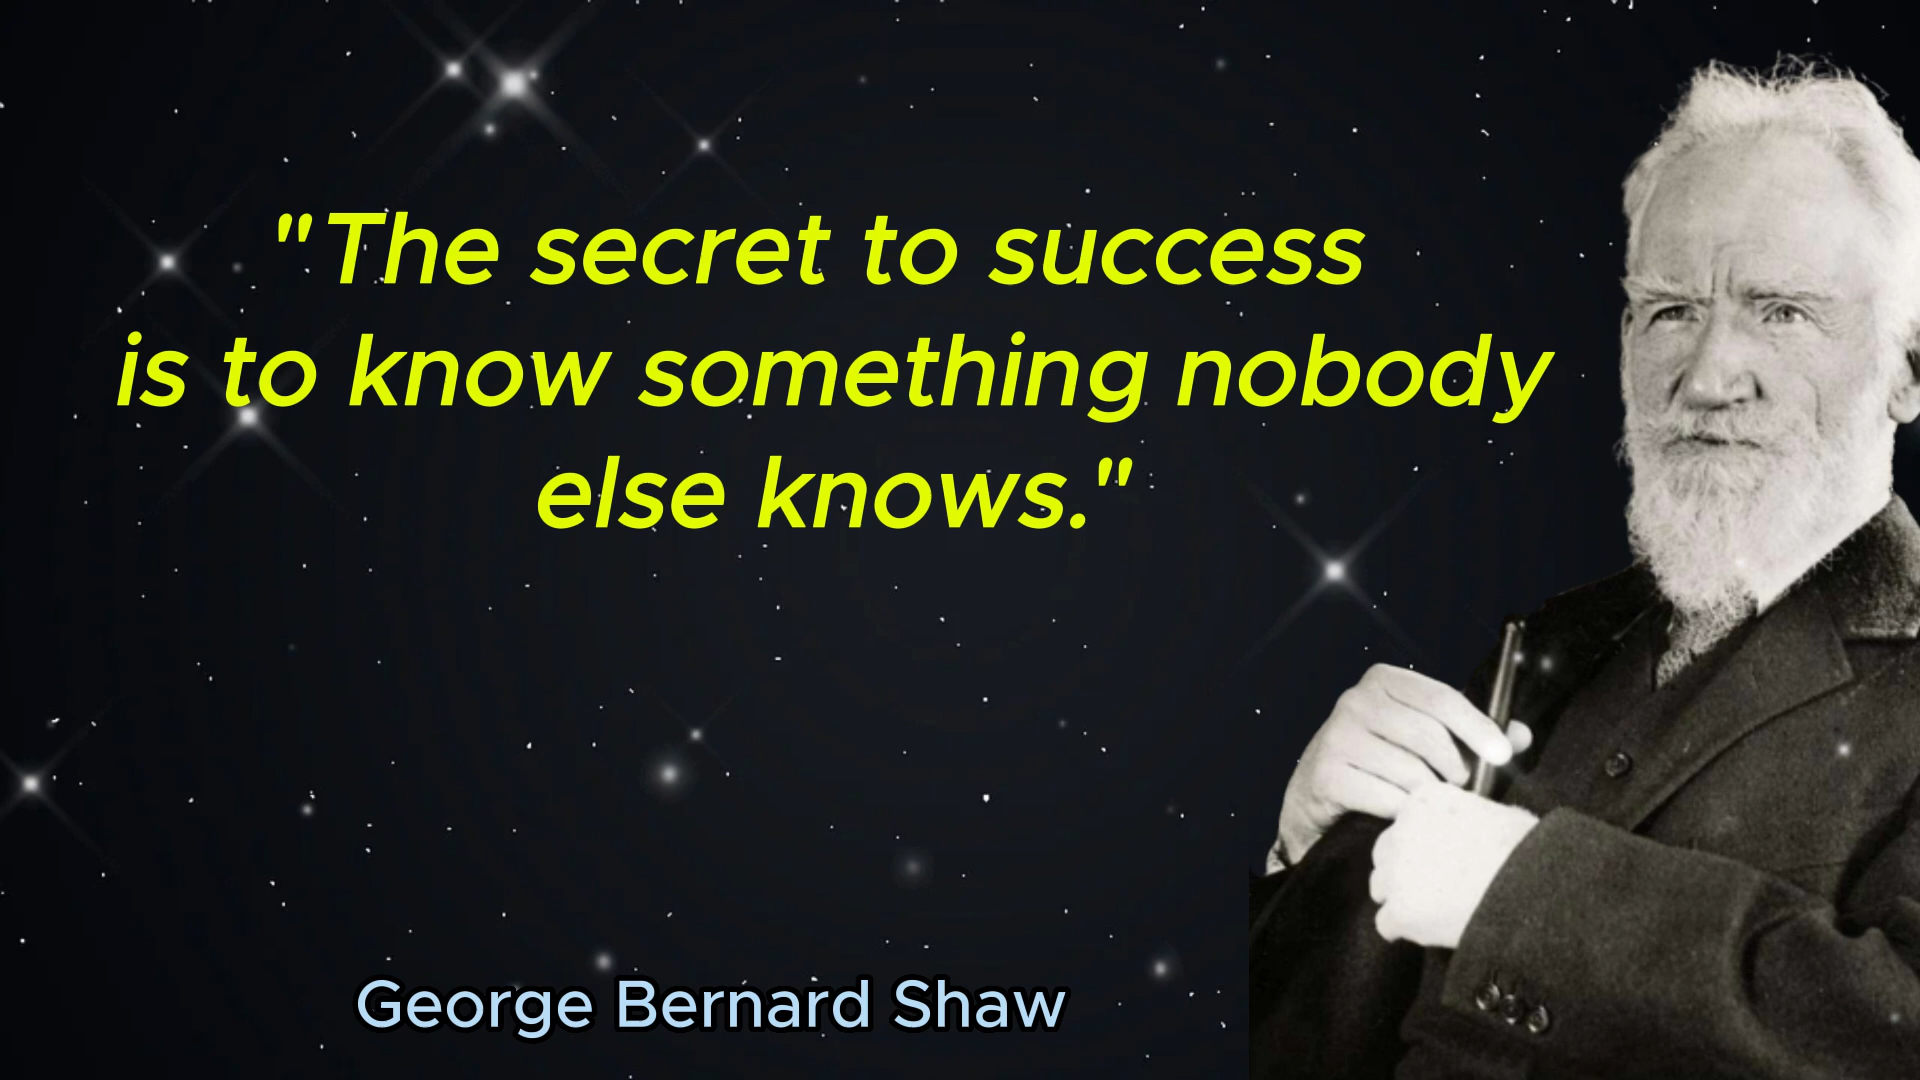 "The secret to success
is to know something nobody
else knows."
George Bernard Shaw